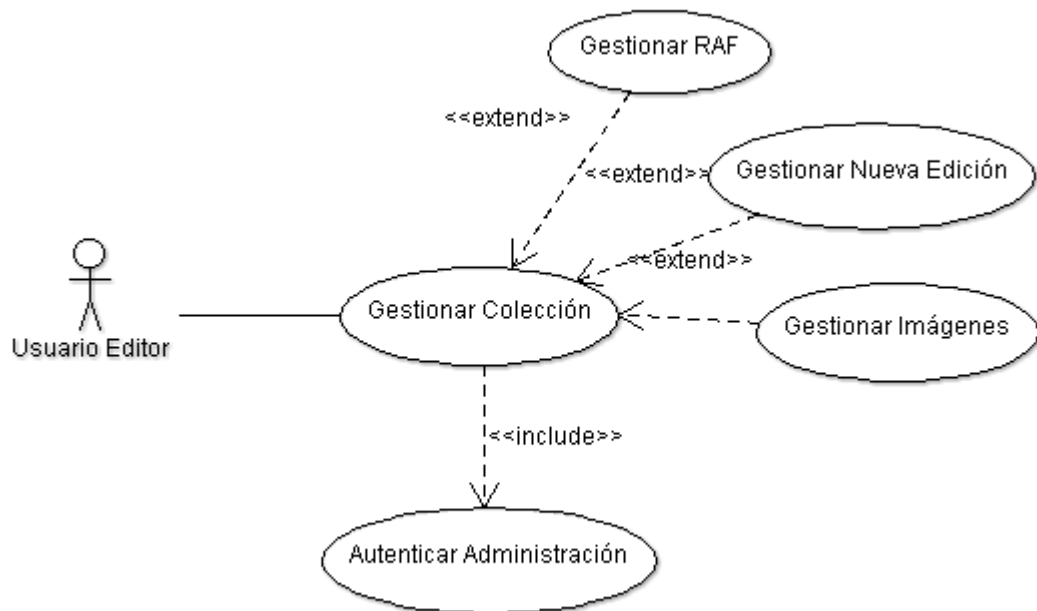 Gestionar RAF
<<extend>>
<<extend>>
Gestionar Nueva Edición
<<extend>>
Gestionar Colección
Gestionar Imágenes
Usuario Editor
<<include>>
Autenticar Administración